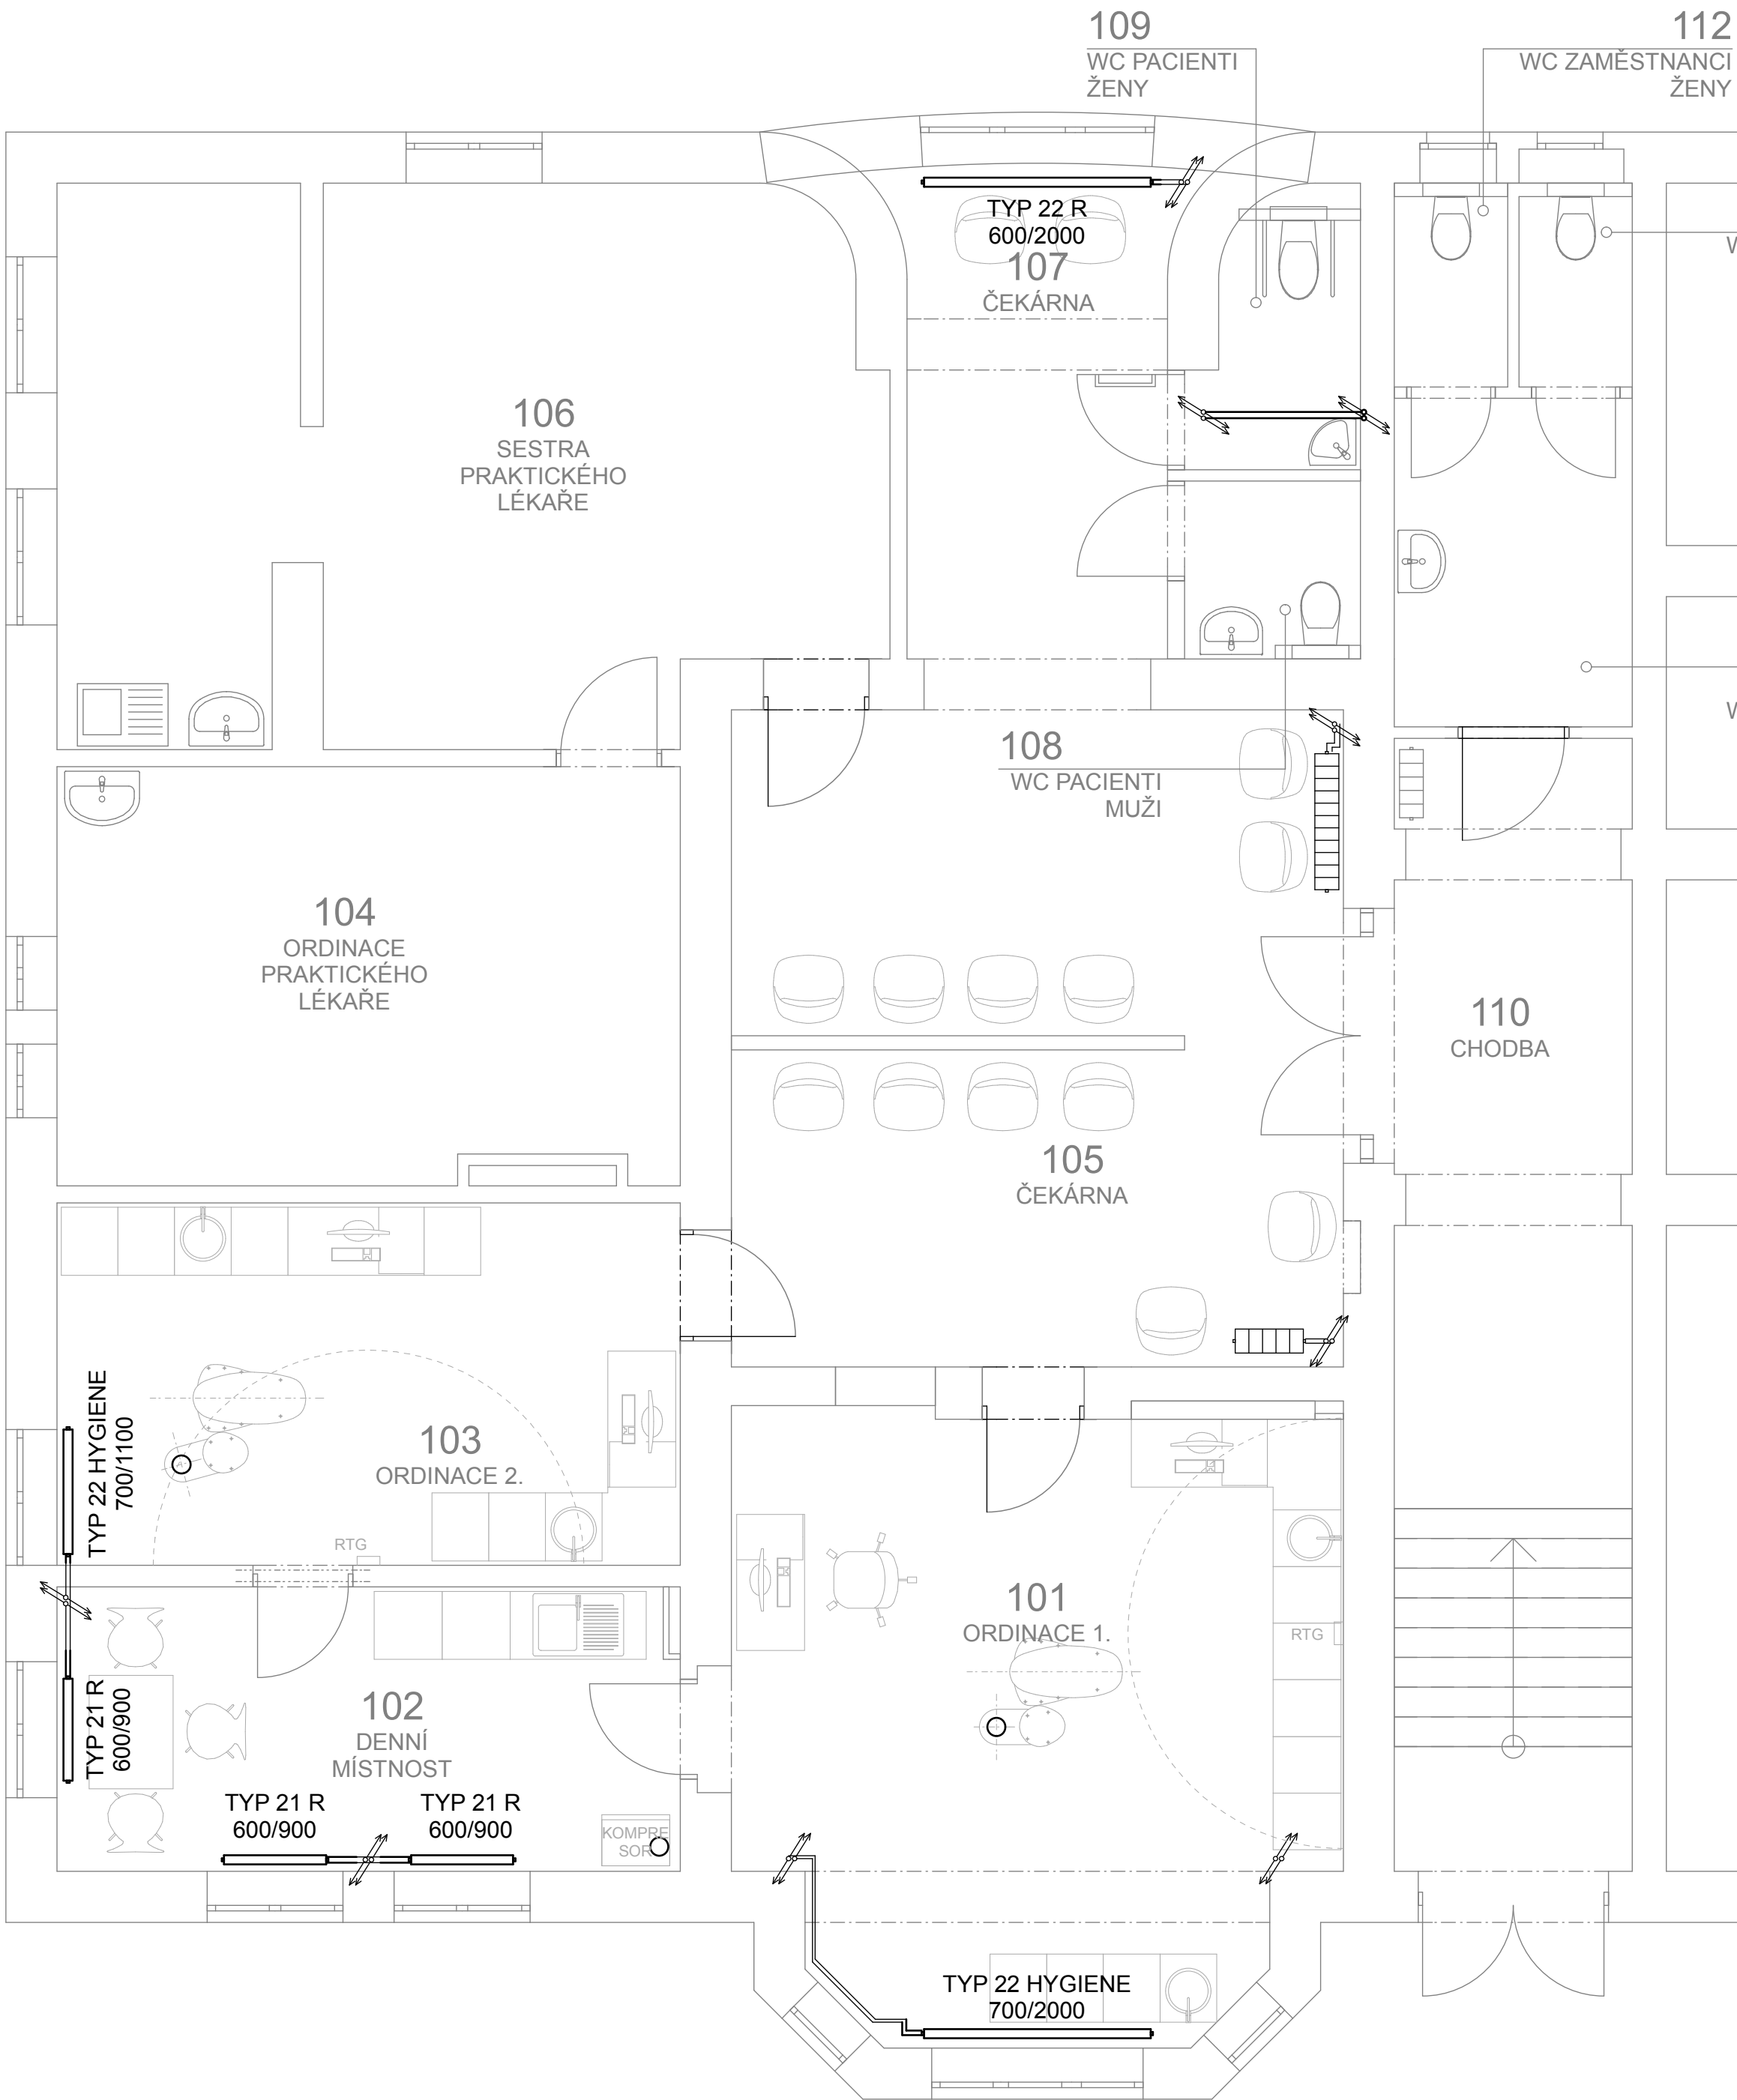 109
WC PACIENTI
ŽENY
112
WC ZAMĚSTNANCI
ŽENY
TYP 22 R
600/2000
107
ČEKÁRNA
106
SESTRA
PRAKTICKÉHO
LÉKAŘE
108
WC PACIENTI
MUŽI
104
ORDINACE
PRAKTICKÉHO
LÉKAŘE
110
CHODBA
105
ČEKÁRNA
TYP 22 HYGIENE
700/1100
103
ORDINACE 2.
RTG
101
ORDINACE 1.
RTG
TYP 21 R
600/900
102
DENNÍ
MÍSTNOST
TYP 21 R
600/900
TYP 21 R
600/900
KOMPRE
SOR
TYP 22 HYGIENE
700/2000